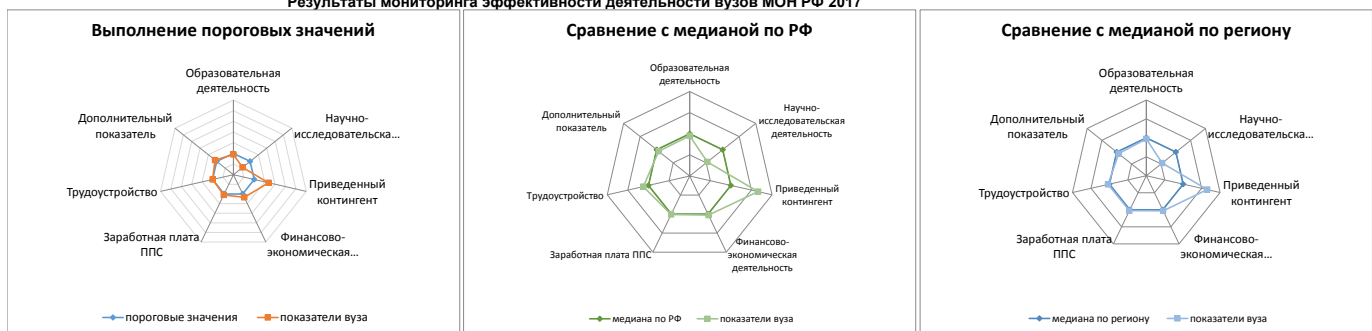 Результаты мониторинга эффективности деятельности вузов МОН РФ 2017
Выполнение пороговых значений
Образовательная
деятельность
Научно-
исследовательска...
Приведенный
контингент
Финансово-
экономическая...
Заработная плата
ППС
Трудоустройство
Дополнительный
показатель
пороговые значения
показатели вуза
Сравнение с медианой по РФ
Образовательная
деятельность
Научно-
исследовательская
деятельность
Приведенный
контингент
Финансово-
экономическая
деятельность
Заработная плата ППС
Трудоустройство
Дополнительный
показатель
медиана по РФ
показатели вуза
Сравнение с медианой по региону
Образовательная
деятельность
Научно-
исследовательска...
Приведенный
контингент
Финансово-
экономическая...
Заработная плата
ППС
Трудоустройство
Дополнительный
показатель
медиана по региону
показатели вуза